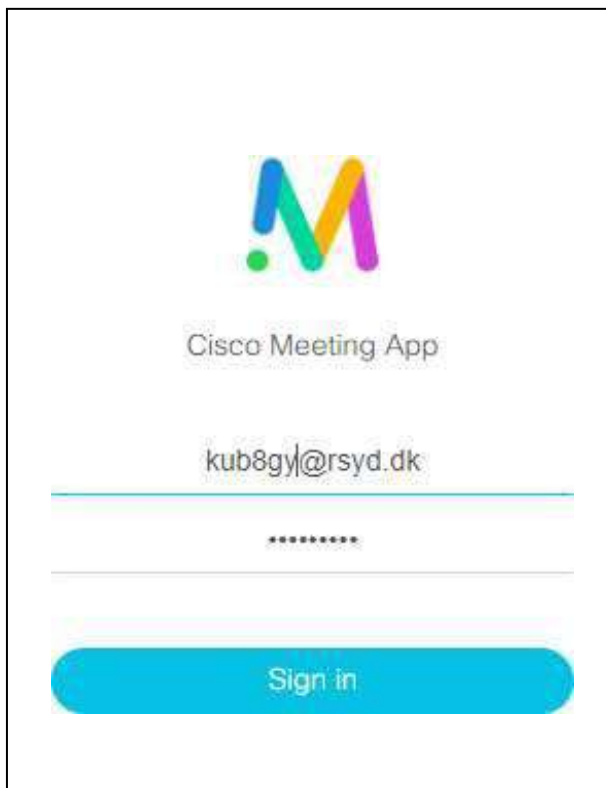 Cisco Meeting App
kub8gy@rsyd.dk
•••••••••
Sign in